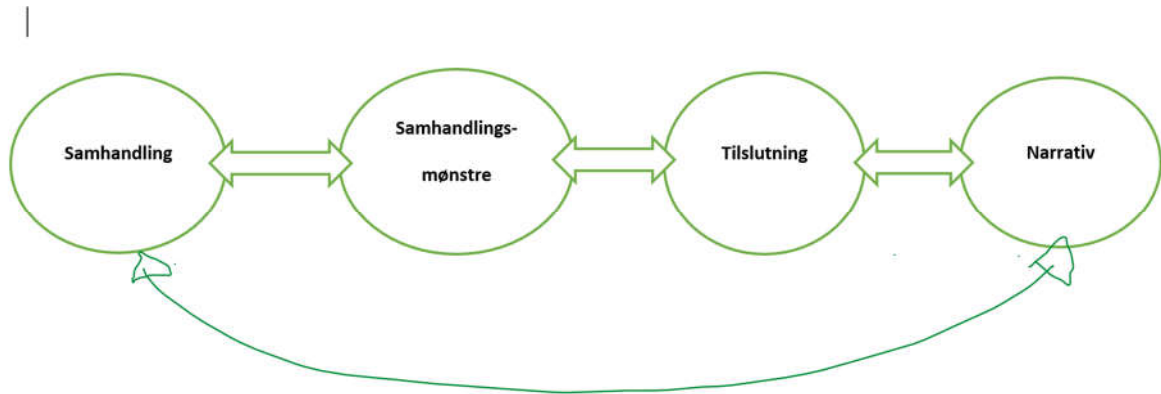 Samhandling
Samhandlings-
mønstre
Tilslutning
Narrativ